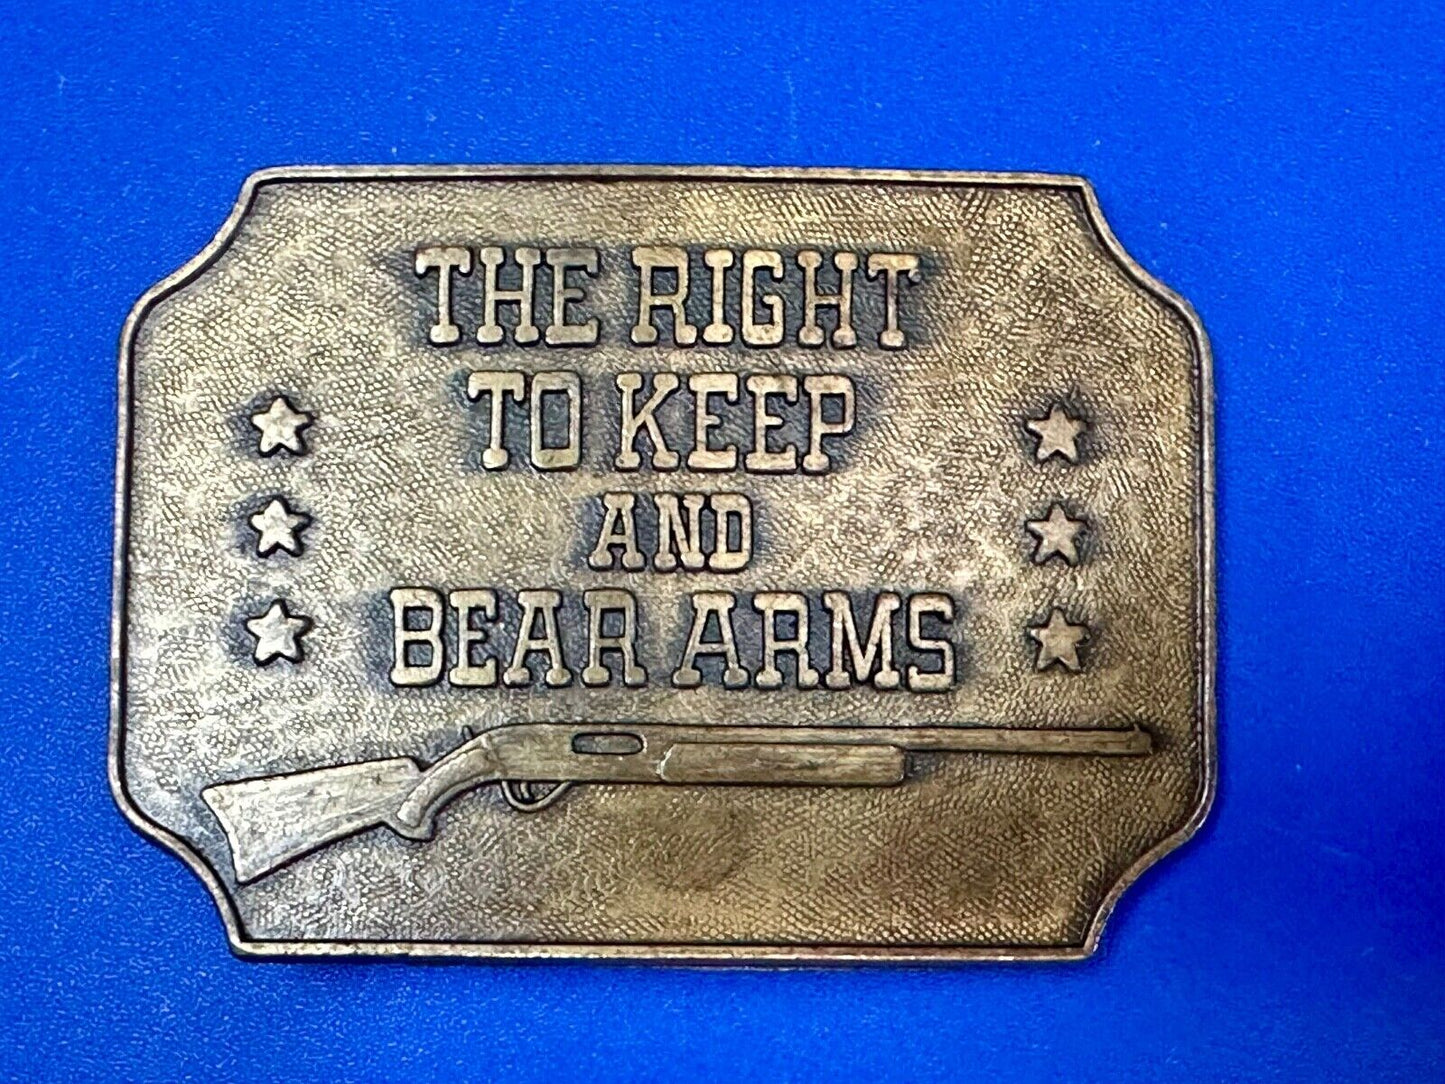 THE RIGHT
TO KEEP
AND
BEAR ARMS